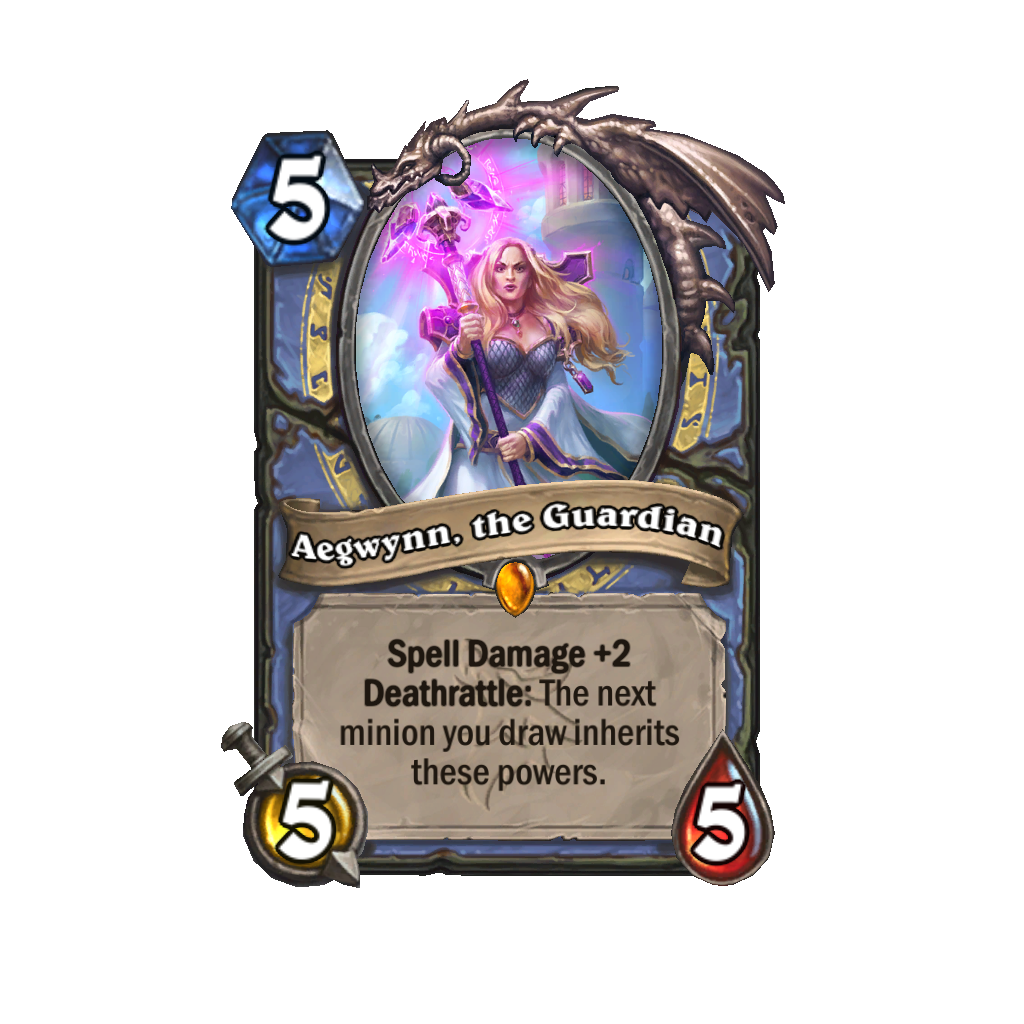 5
Aegwynn, the Guardian
Spell Damage +2
Deathrattle: The next
minion you draw inherits
these powers.
5
5